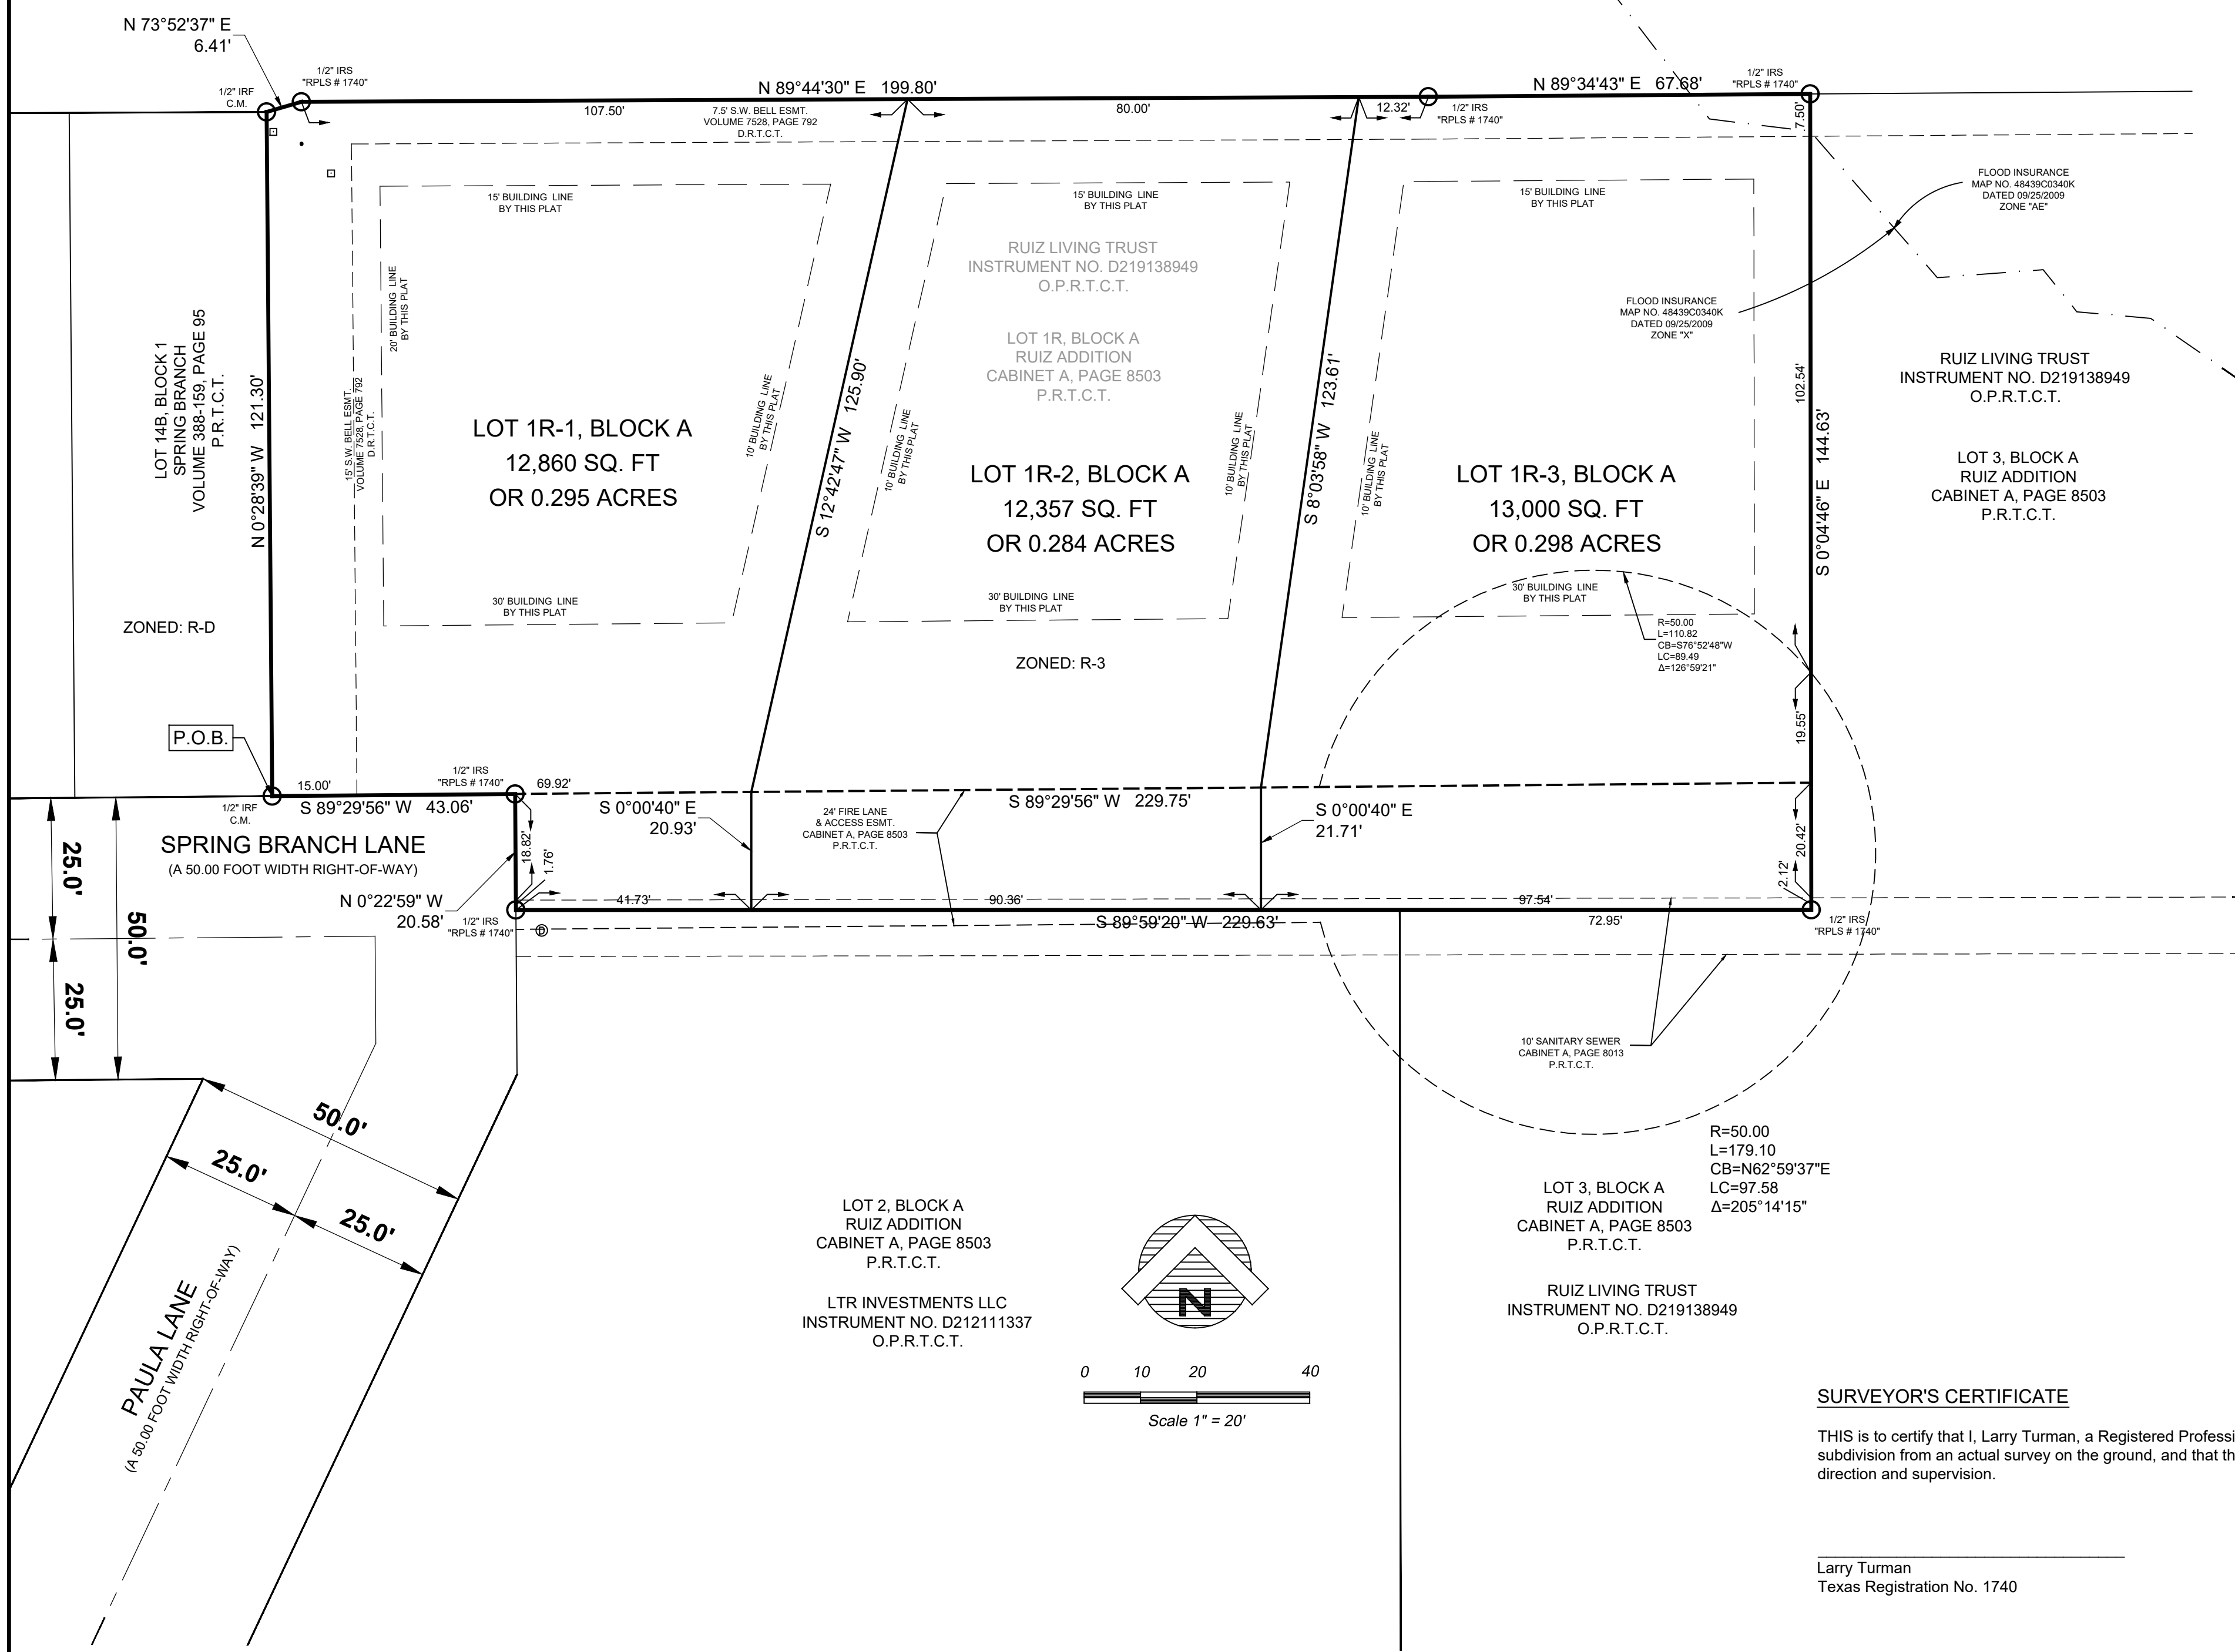 N 73°52'37" E
6.41'
1/2" IRS
"RPLS # 1740"
1/2" IRF
C.M.
N 89°44'30" E 199.80'
107.50'
7.5' S.W. BELL ESMT.
VOLUME 7528, PAGE 792
D.R.T.C.T.
80.00'
12.32'
1/2" IRS
"RPLS # 1740"
N 89°34'43" E 67.68'
1/2" IRS
"RPLS # 1740"
7.50'
FLOOD INSURANCE
MAP NO. 48439C0340K
DATED 09/25/2009
ZONE "AE"
15' BUILDING LINE
BY THIS PLAT
15' BUILDING LINE
BY THIS PLAT
15' BUILDING LINE
BY THIS PLAT
RUIZ LIVING TRUST
INSTRUMENT NO. D219138949
O.P.R.T.C.T.
LOT 1R, BLOCK A
RUIZ ADDITION
CABINET A, PAGE 8503
P.R.T.C.T.
FLOOD INSURANCE
MAP NO. 48439C0340K
DATED 09/25/2009
ZONE "X"
20' BUILDING LINE
BY THIS PLAT
LOT 14B, BLOCK 1
SPRING BRANCH
VOLUME 388-159, PAGE 95
P.R.T.C.T.
N 0°28'39" W 121.30'
15' S.W. BELL ESMT.
VOLUME 7528, PAGE 792
D.R.T.C.T.
LOT 1R-1, BLOCK A
12,860 SQ. FT
OR 0.295 ACRES
10' BUILDING LINE
BY THIS PLAT
S 12°42'47" W 125.90'
10' BUILDING LINE
BY THIS PLAT
LOT 1R-2, BLOCK A
12,357 SQ. FT
OR 0.284 ACRES
10' BUILDING LINE
BY THIS PLAT
S 8°03'58" W 123.61'
10' BUILDING LINE
BY THIS PLAT
LOT 1R-3, BLOCK A
13,000 SQ. FT
OR 0.298 ACRES
102.54'
S 0°04'46" E 144.63'
RUIZ LIVING TRUST
INSTRUMENT NO. D219138949
O.P.R.T.C.T.
LOT 3, BLOCK A
RUIZ ADDITION
CABINET A, PAGE 8503
P.R.T.C.T.
30' BUILDING LINE
BY THIS PLAT
30' BUILDING LINE
BY THIS PLAT
30' BUILDING LINE
BY THIS PLAT
R=50.00
L=110.82
CB=S76°52'48"W
LC=89.49
Δ=126°59'21"
ZONED: R-D
ZONED: R-3
19.55'
P.O.B.
15.00'
1/2" IRS
"RPLS # 1740"
69.92'
1/2" IRF
C.M.
S 89°29'56" W 43.06'
S 0°00'40" E
20.93'
24' FIRE LANE
& ACCESS ESMT.
CABINET A, PAGE 8503
P.R.T.C.T.
S 89°29'56" W 229.75'
S 0°00'40" E
21.71'
SPRING BRANCH LANE
(A 50.00 FOOT WIDTH RIGHT-OF-WAY)
18.82'
1.76'
20.42'
2.12'
25.0'
50.0'
25.0'
N 0°22'59" W
20.58'
1/2" IRS
"RPLS # 1740"
41.73'
90.36'
97.54'
S 89°59'20" W 229.63'
72.95'
1/2" IRS
"RPLS # 1740"
10' SANITARY SEWER
CABINET A, PAGE 8013
P.R.T.C.T.
50.0'
25.0'
25.0'
PAULA LANE
(A 50.00 FOOT WIDTH RIGHT-OF-WAY)
R=50.00
L=179.10
CB=N62°59'37"E
LC=97.58
Δ=205°14'15"
LOT 2, BLOCK A
RUIZ ADDITION
CABINET A, PAGE 8503
P.R.T.C.T.
LTR INVESTMENTS LLC
INSTRUMENT NO. D212111337
O.P.R.T.C.T.
LOT 3, BLOCK A
RUIZ ADDITION
CABINET A, PAGE 8503
P.R.T.C.T.
RUIZ LIVING TRUST
INSTRUMENT NO. D219138949
O.P.R.T.C.T.
N
0 10 20 40
Scale 1" = 20'
SURVEYOR'S CERTIFICATE
THIS is to certify that I, Larry Turman, a Registered Professi
subdivision from an actual survey on the ground, and that th
direction and supervision.
Larry Turman
Texas Registration No. 1740